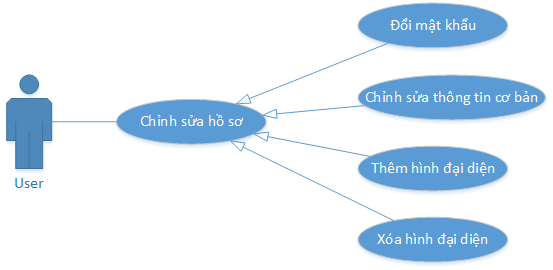 Đổi mật khẩu
Chỉnh sửa thông tin cơ bản
Chỉnh sửa hồ sơ
Thêm hình đại diện
User
Xóa hình đại diện